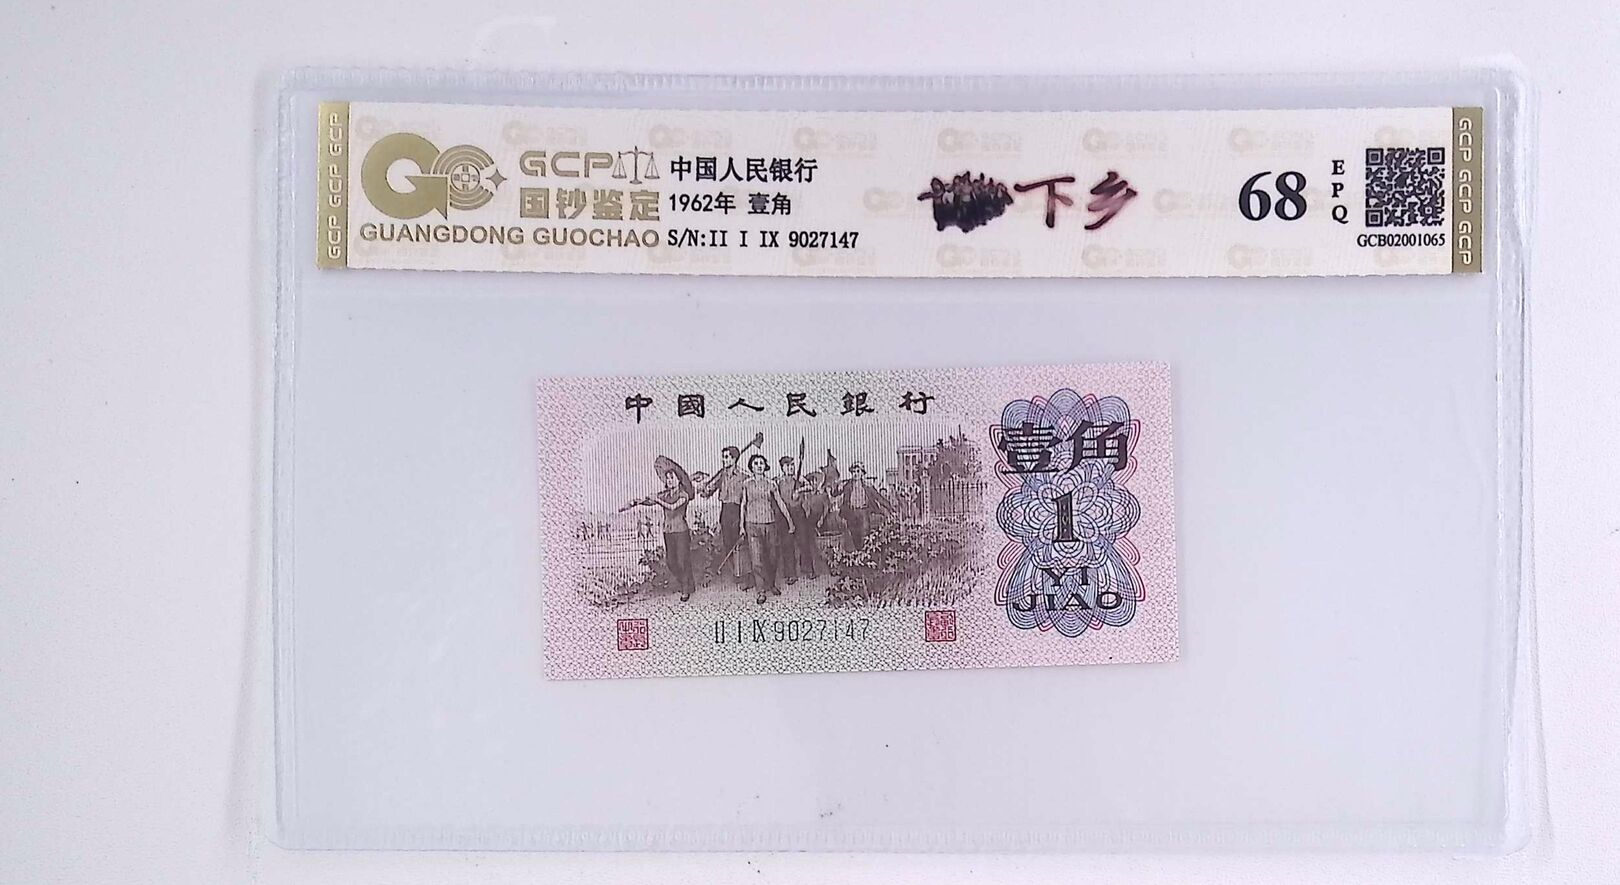 GCP GCP GCP
GCP
国钞鉴定
GUANGDONG GUOCHAO
中国人民银行
1962年 壹角
S/N:II I IX 9027147
下乡
68
EPQ
GCB02001065
GCP GCP GCP
中國人民銀行
壹角
1
YI
JIAO
II I IX 9027147